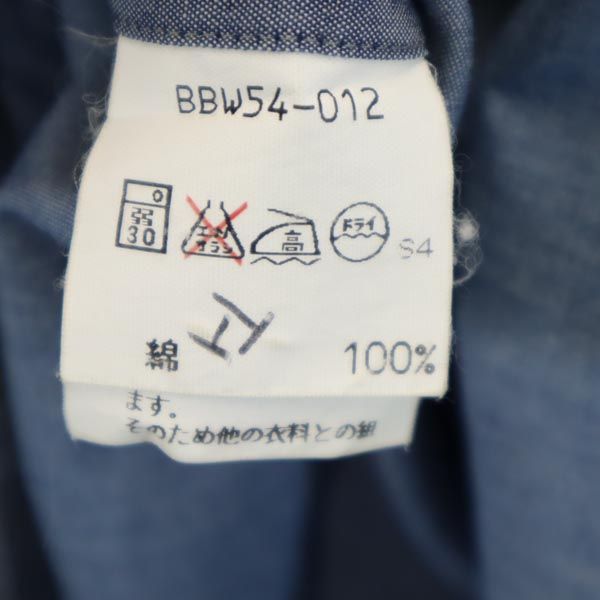 BBW54-012
弱 30 エンソ サラシ 高 ドライ S4
綿 100%
ます。
そのため他の衣料との組